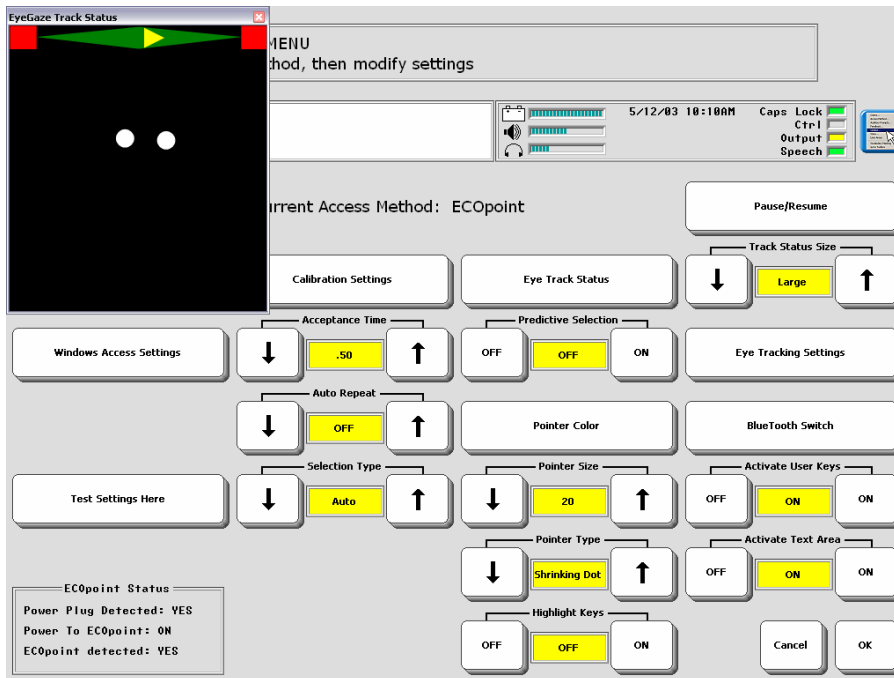 EyeGaze Track Status
MENU
hod, then modify settings
5/12/03 10:10AM
Caps Lock
Ctrl
Output
Speech
rrent Access Method: ECOpoint
Pause/Resume
Track Status Size
Calibration Settings
Eye Track Status
Large
Acceptance Time
Predictive Selection
Windows Access Settings
.50
OFF
OFF
ON
Eye Tracking Settings
Auto Repeat
OFF
Pointer Color
BlueTooth Switch
Selection Type
Pointer Size
Activate User Keys
Test Settings Here
Auto
20
OFF
ON
ON
Pointer Type
Activate Text Area
Shrinking Dot
OFF
ON
ON
ECOpoint Status
Power Plug Detected: YES
Power To ECOpoint: ON
ECOpoint detected: YES
Highlight Keys
OFF
OFF
ON
Cancel
OK